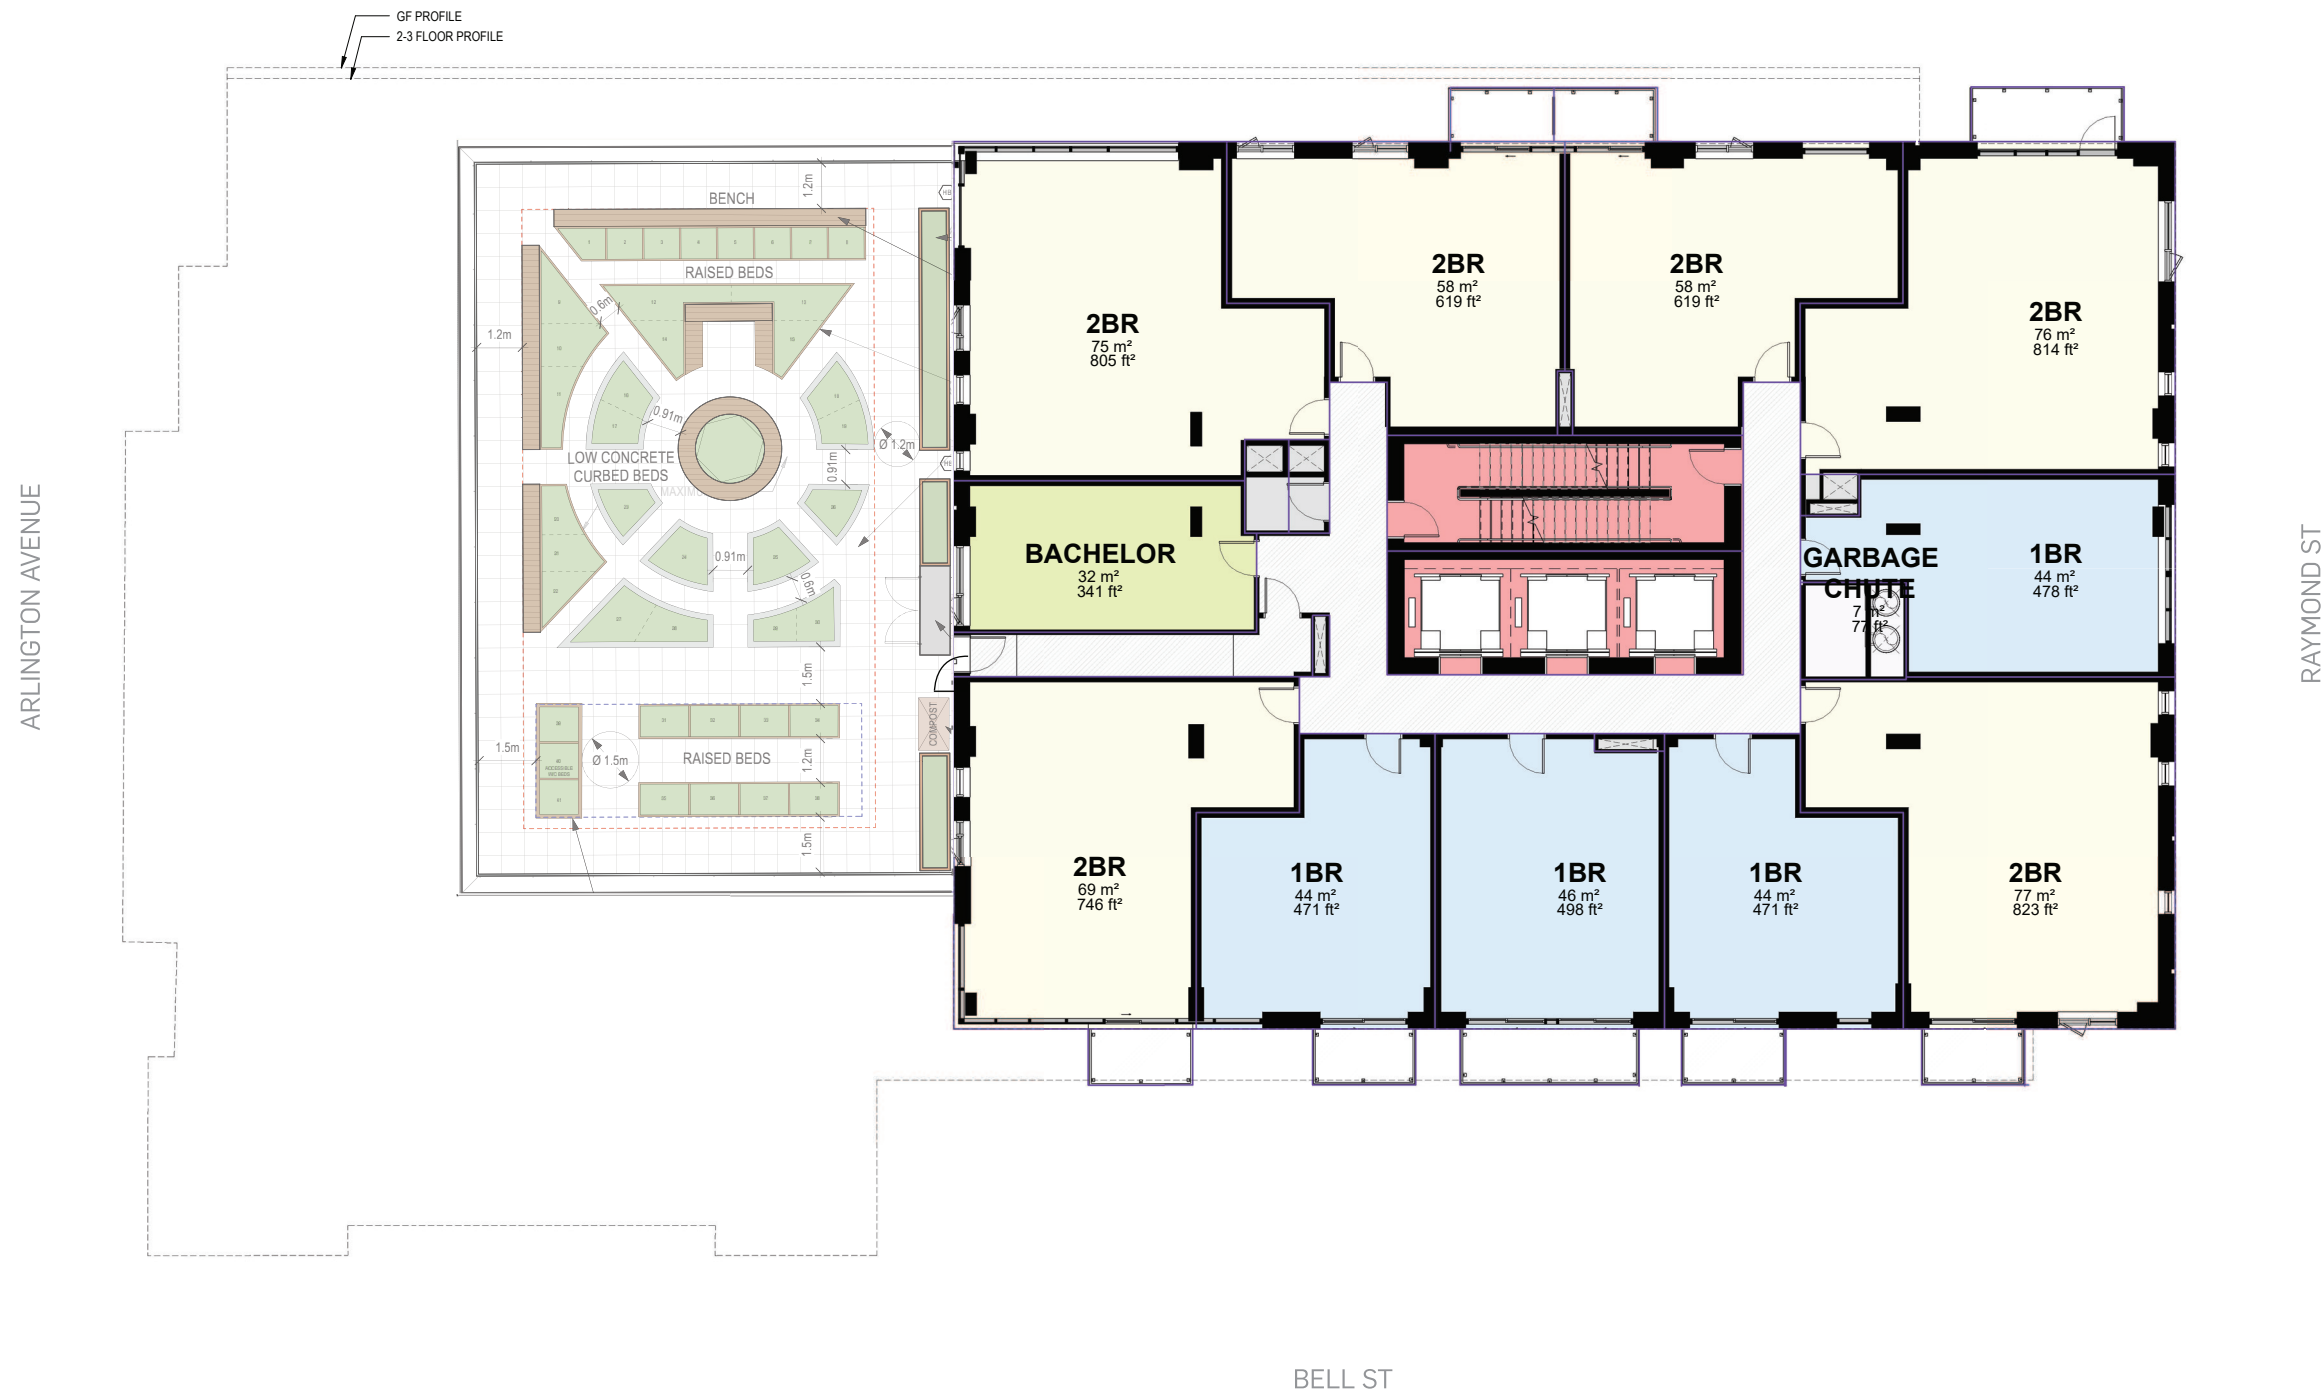 GF PROFILE
2-3 FLOOR PROFILE
BENCH
1.2m
RAISED BEDS
0.6m
1.2m
0.91m
Ø 1.2m
LOW CONCRETE
CURBED BEDS
0.91m
0.91m
0.6m
1.5m
COMPOST
1.5m
Ø 1.5m
RAISED BEDS
1.2m
ACCESSIBLE
1.5m
2BR
75 m²
805 ft²
2BR
58 m²
619 ft²
2BR
58 m²
619 ft²
2BR
76 m²
814 ft²
BACHELOR
32 m²
341 ft²
GARBAGE
CHUTE
7 m²
77 ft²
1BR
44 m²
478 ft²
2BR
69 m²
746 ft²
1BR
44 m²
471 ft²
1BR
46 m²
498 ft²
1BR
44 m²
471 ft²
2BR
77 m²
823 ft²
ARLINGTON AVENUE
RAYMOND ST
BELL ST